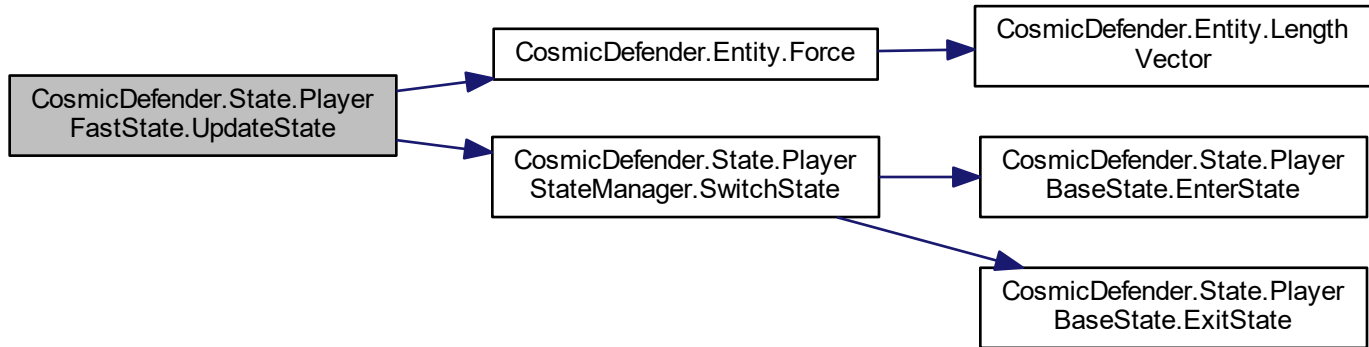 CosmicDefender.State.Player
FastState.UpdateState
CosmicDefender.Entity.Force
CosmicDefender.Entity.Length
Vector
CosmicDefender.State.Player
StateManager.SwitchState
CosmicDefender.State.Player
BaseState.EnterState
CosmicDefender.State.Player
BaseState.ExitState